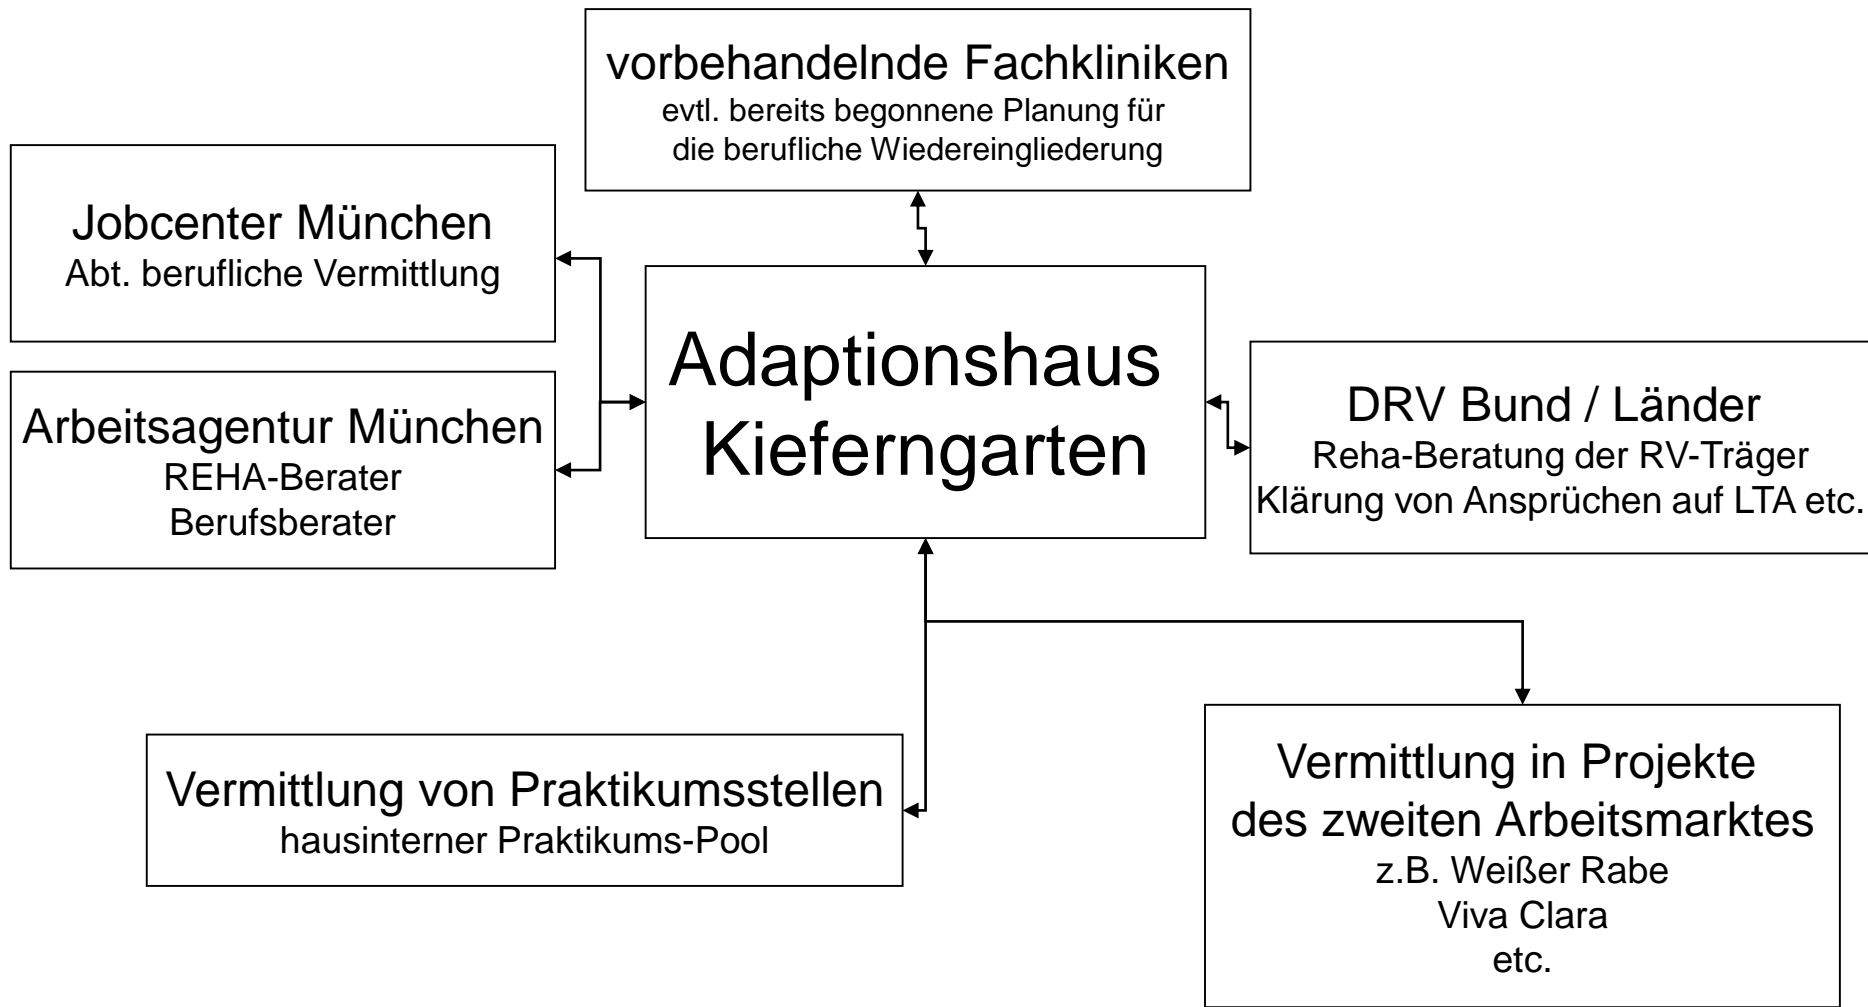 vorbehandelnde Fachkliniken
evtl. bereits begonnene Planung für
die berufliche Wiedereingliederung
Jobcenter München
Abt. berufliche Vermittlung
Arbeitsagentur München
REHA-Berater
Berufsberater
Adaptionshaus
Kieferngarten
DRV Bund / Länder
Reha-Beratung der RV-Träger
Klärung von Ansprüchen auf LTA etc.
Vermittlung von Praktikumsstellen
hausinterner Praktikums-Pool
Vermittlung in Projekte
des zweiten Arbeitsmarktes
z.B. Weißer Rabe
Viva Clara
etc.